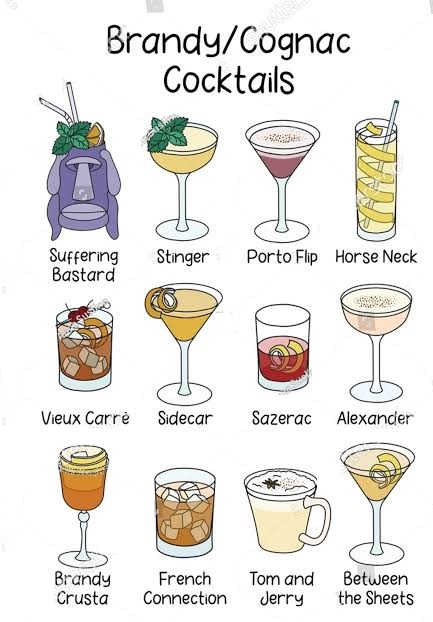 Brandy/Cognac
Cocktails
Suffering
Bastard
Stinger
Porto Flip
Horse Neck
Vieux Carré
Sidecar
Sazerac
Alexander
Brandy
Crusta
French
Connection
Tom and
Jerry
Between
the Sheets